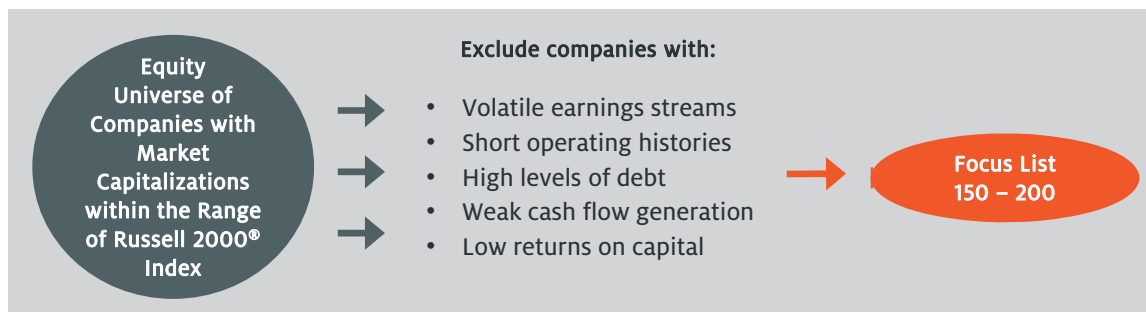 Equity
Universe of
Companies with
Market
Capitalizations
within the Range
of Russell 2000®
Index
Exclude companies with:
• Volatile earnings streams
• Short operating histories
• High levels of debt
• Weak cash flow generation
• Low returns on capital
Focus List
150 – 200